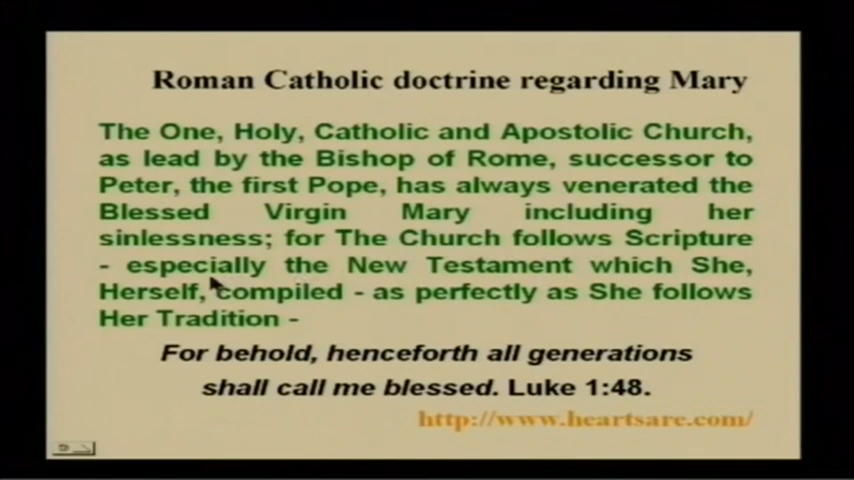 Roman Catholic doctrine regarding Mary
The One, Holy, Catholic and Apostolic Church,
as lead by the Bishop of Rome, successor to
Peter, the first Pope, has always venerated the
Blessed Virgin Mary including her
sinlessness; for The Church follows Scripture
- especially the New Testament which She,
Herself, compiled - as perfectly as She follows
Her Tradition -
For behold, henceforth all generations
shall call me blessed. Luke 1:48.
http://www.heartsare.com/